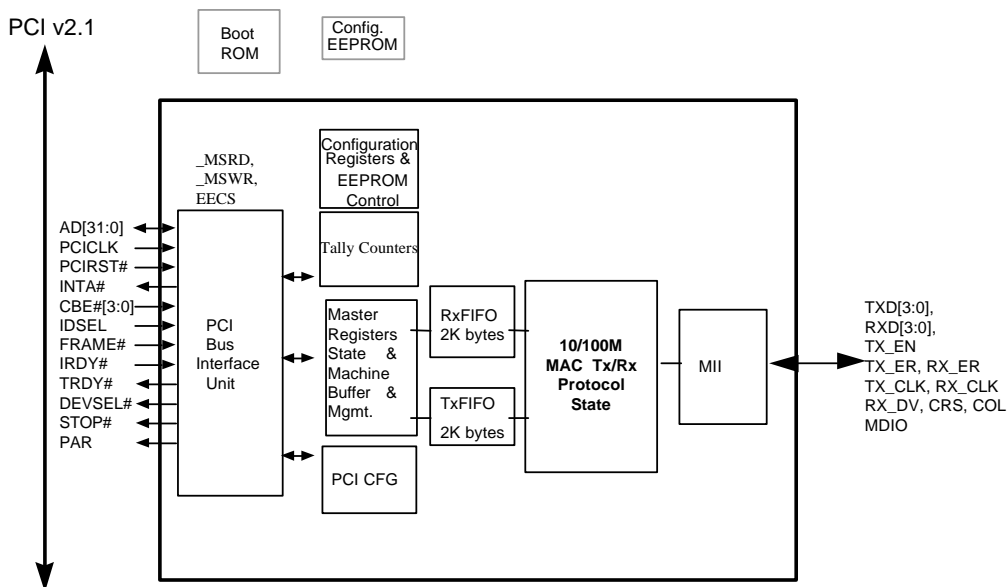 PCI v2.1
Boot
ROM
Config.
EEPROM
_MSRD,
_MSWR,
EECS
Configuration
Registers &
EEPROM
Control
Tally Counters
AD[31:0]
PCICLK
PCIRST#
INTA#
CBE#[3:0]
IDSEL
FRAME#
IRDY#
TRDY#
DEVSEL#
STOP#
PAR
PCI
Bus
Interface
Unit
Master
Registers
State &
Machine
Buffer &
Mgmt.
PCI CFG
RxFIFO
2K bytes
TxFIFO
2K bytes
10/100M
MAC Tx/Rx
Protocol
State
MII
TXD[3:0],
RXD[3:0],
TX_EN
TX_ER, RX_ER
TX_CLK, RX_CLK
RX_DV, CRS, COL
MDIO